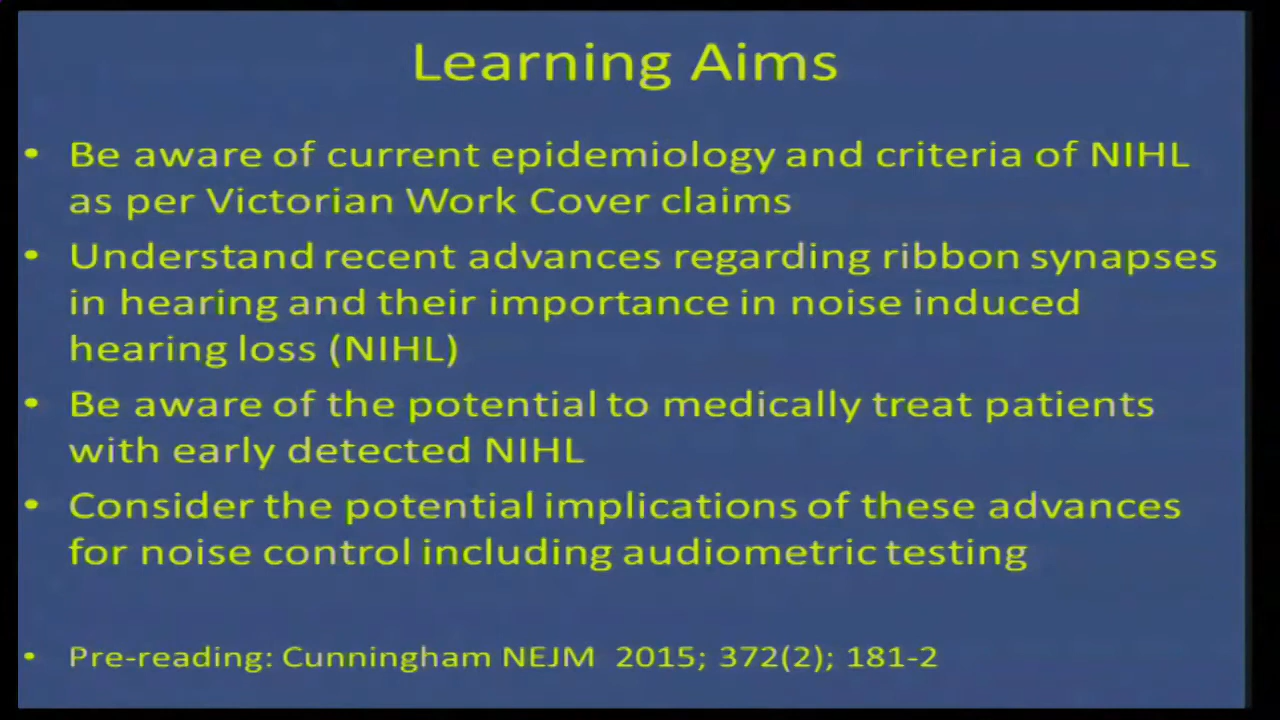 Learning Aims
• Be aware of current epidemiology and criteria of NIHL
as per Victorian Work Cover claims
• Understand recent advances regarding ribbon synapses
in hearing and their importance in noise induced
hearing loss (NIHL)
• Be aware of the potential to medically treat patients
with early detected NIHL
• Consider the potential implications of these advances
for noise control including audiometric testing
• Pre-reading: Cunningham NEJM 2015; 372(2); 181-2